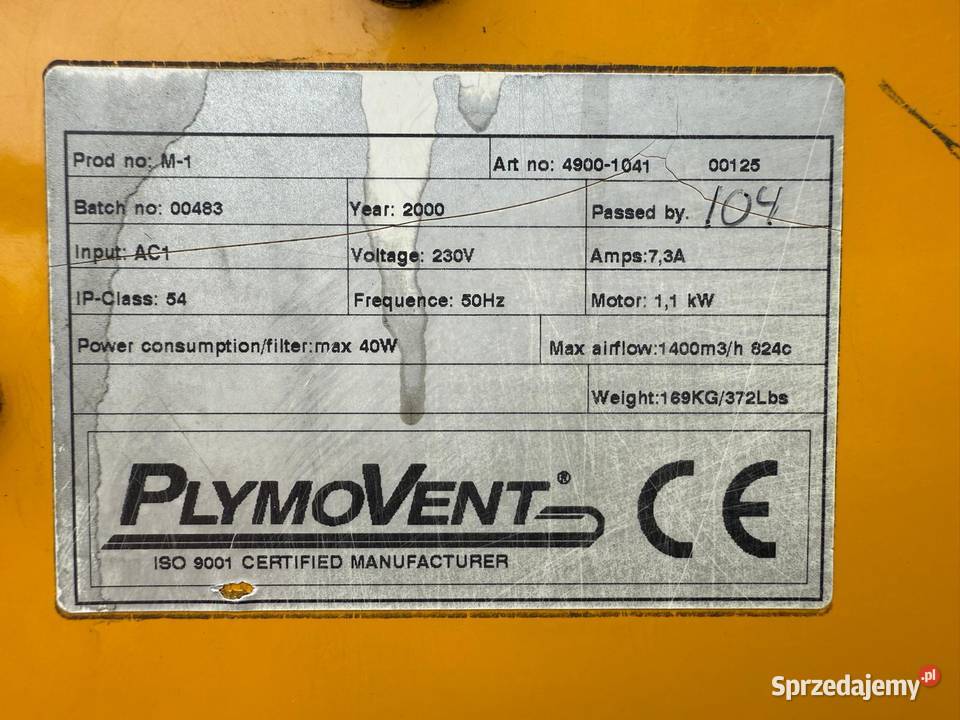 Prod no: M-1 Art no: 4900-1041 00125
Batch no: 00483 Year: 2000 Passed by. 104
Input: AC1 Voltage: 230V Amps:7,3A
IP-Class: 54 Frequence: 50Hz Motor: 1,1 kW
Power consumption/filter:max 40W Max airflow:1400m3/h 824c
Weight:169KG/372Lbs
PLYMOVENT® CE
ISO 9001 CERTIFIED MANUFACTURER
Sprzedajemy.pl